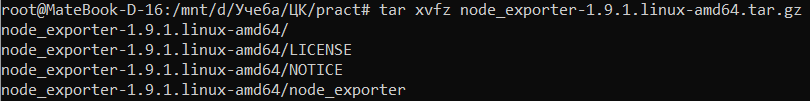 root@MateBook-D-16:/mnt/d/Учеба/ЦК/pract# tar xvfz node_exporter-1.9.1.linux-amd64.tar.gz
node_exporter-1.9.1.linux-amd64/
node_exporter-1.9.1.linux-amd64/LICENSE
node_exporter-1.9.1.linux-amd64/NOTICE
node_exporter-1.9.1.linux-amd64/node_exporter